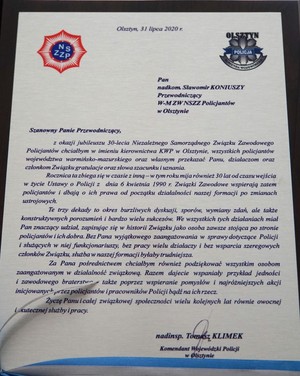 Olsztyn, 31 lipca 2020 r.
NS
ZZP
OLSZTYN
POLICJA
Pan
nadkom. Sławomir KONIUSZY
Przewodniczący
W-M ZW NSZZ Policjantów
w Olsztynie
Szanowny Panie Przewodniczący,
z okazji jubileuszu 30-lecia Niezależnego Samorządnego Związku Zawodowego
Policjantów chciałbym w imieniu kierownictwa KWP w Olsztynie, wszystkich policjantów
województwa warmińsko-mazurskiego oraz własnym przekazać Panu, działaczom oraz
członkom Związku gratulacje oraz słowa szacunku i uznania.
Rocznica ta zbiega się w czasie z inną – w tym roku mija również 30 lat od czasu wejścia
w życie Ustawy o Policji z dnia 6 kwietnia 1990 r. Związki Zawodowe wspierają zatem
policjantów i dbają o ich prawa od początku działalności naszej formacji po zmianach
ustrojowych.
Te trzy dekady to okres burzliwych dyskusji, sporów, wymiany zdań, ale także
konstruktywnych porozumień i bardzo wielu sukcesów. We wszystkich tych działaniach miał
Pan znaczący udział, zapisując się w historii Związku jako osoba zawsze stojąca po stronie
policjantów i ich dobra. Bez Pana wyjątkowego zaangażowania w sprawy dotyczące Policji
i służących w niej funkcjonariuszy, bez pracy wielu działaczy i bez wsparcia szeregowych
członków Związku, służba w naszej formacji byłaby trudniejsza.
Za Pana pośrednictwem chciałbym również podziękować wszystkim osobom
zaangażowanym w działalność związkową. Razem dajecie wspaniały przykład jedności
i zawodowego braterstwa także poprzez wspieranie pomysłów i najróżniejszych akcji
inicjowanych przez policjantów i pracowników Policji bądź na ich rzecz.
Życzę Panu i całej związkowej społeczności wielu kolejnych lat równie owocnej
i skutecznej służby i pracy.
nadinsp. Tomasz KLIMEK
Komendant Wojewódzki Policji
w Olsztynie